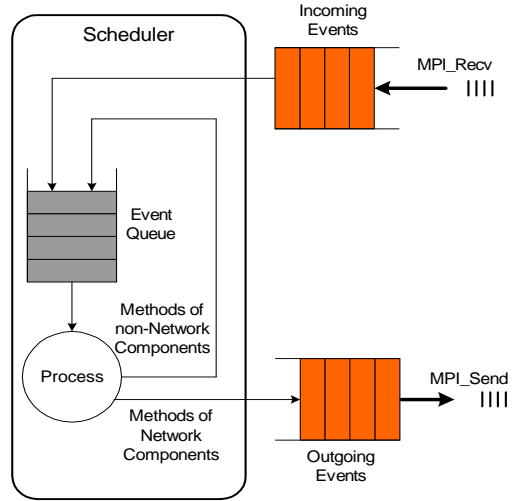 Scheduler
Incoming
Events
MPI_Recv
Event
Queue
Methods of
non-Network
Components
Process
MPI_Send
Methods of
Network
Components
Outgoing
Events